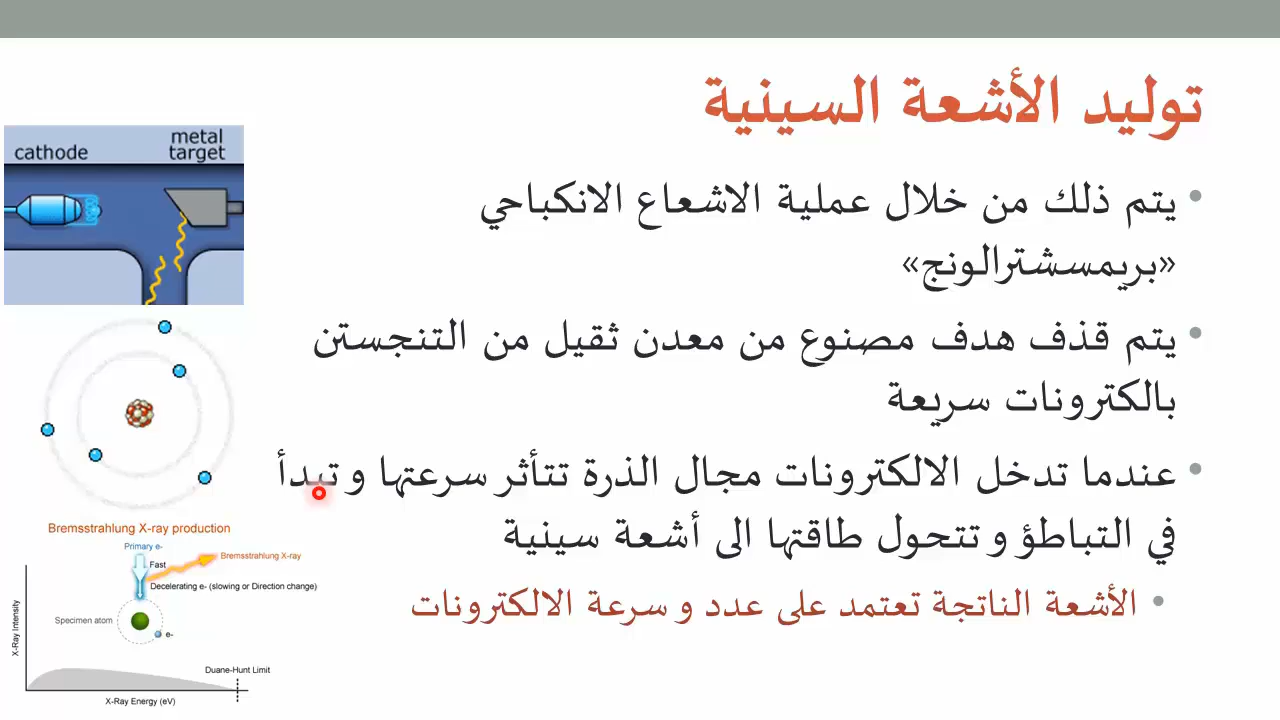 توليد الأشعة السينية
• يتم ذلك من خلال عملية الاشعاع الانكباحي
«بريمسشترالونج»
• يتم قذف هدف مصنوع من معدن ثقيل من التنجستن
بالكترونات سريعة
• عندما تدخل الالكترونات مجال الذرة تتأثر سرعتها و تبدأ
في التباطؤ و تتحول طاقتها الى أشعة سينية
• الأشعة الناتجة تعتمد على عدد و سرعة الالكترونات
cathode
metal
target
Bremsstrahlung X-ray production
Primary e-
Bremsstrahlung X-ray
Fast
Decelerating e- (slowing or Direction change)
Specimen atom
e-
X-Ray Intensity
Duane-Hunt Limit
X-Ray Energy (eV)